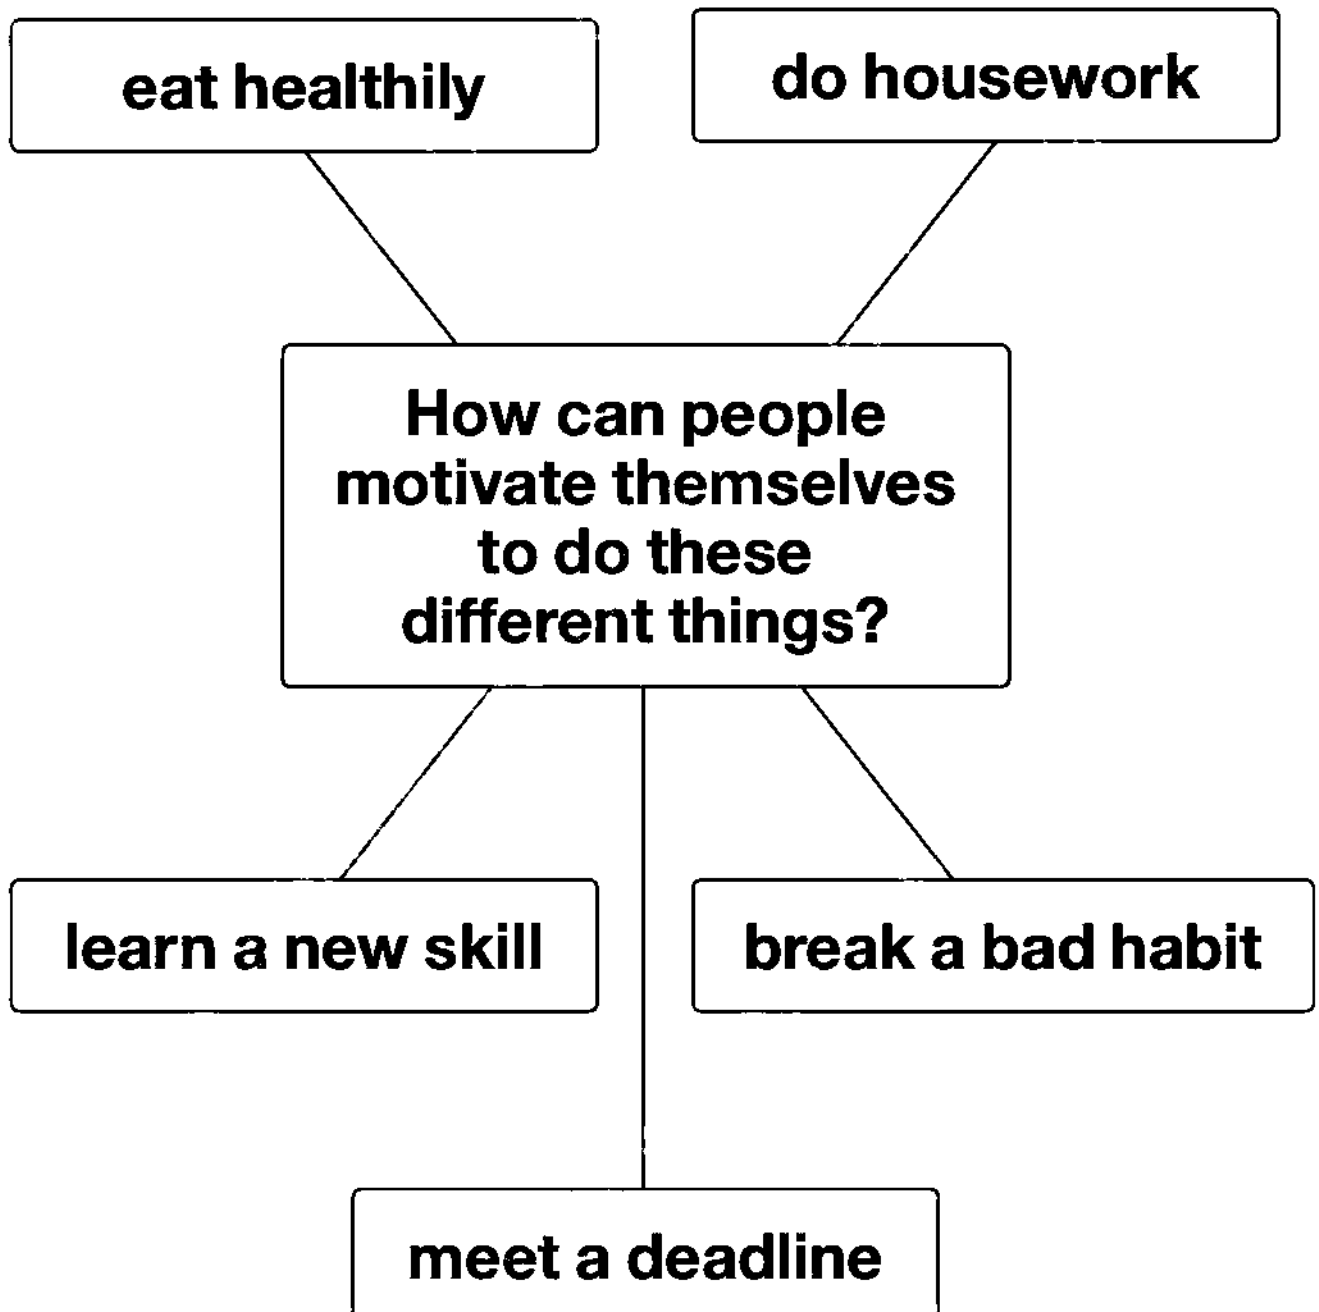 eat healthily
do housework
How can people
motivate themselves
to do these
different things?
learn a new skill
break a bad habit
meet a deadline